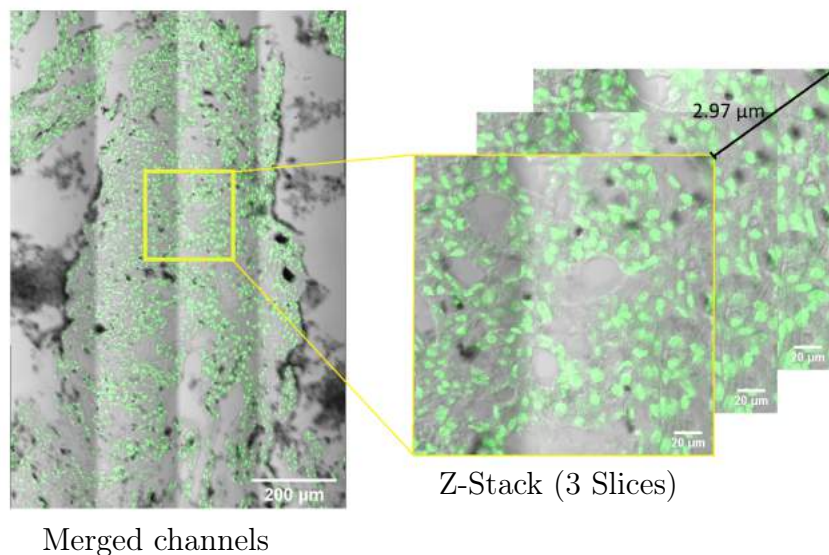 2.97 µm
20 µm
20 µm
20 µm
200 µm
Z-Stack (3 Slices)
Merged channels